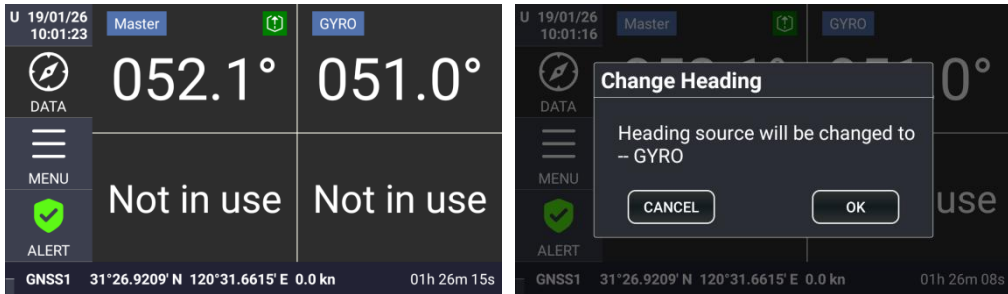 U 19/01/26
10:01:23
Master
GYRO
052.1°
051.0°
DATA
MENU
Not in use
Not in use
ALERT
GNSS1 31°26.9209' N 120°31.6615' E 0.0 kn 01h 26m 15s
U 19/01/26
10:01:16
Master
GYRO
0°
DATA
Change Heading
Heading source will be changed to
-- GYRO
CANCEL
OK
MENU
use
ALERT
GNSS1 31°26.9209' N 120°31.6615' E 0.0 kn 01h 26m 08s